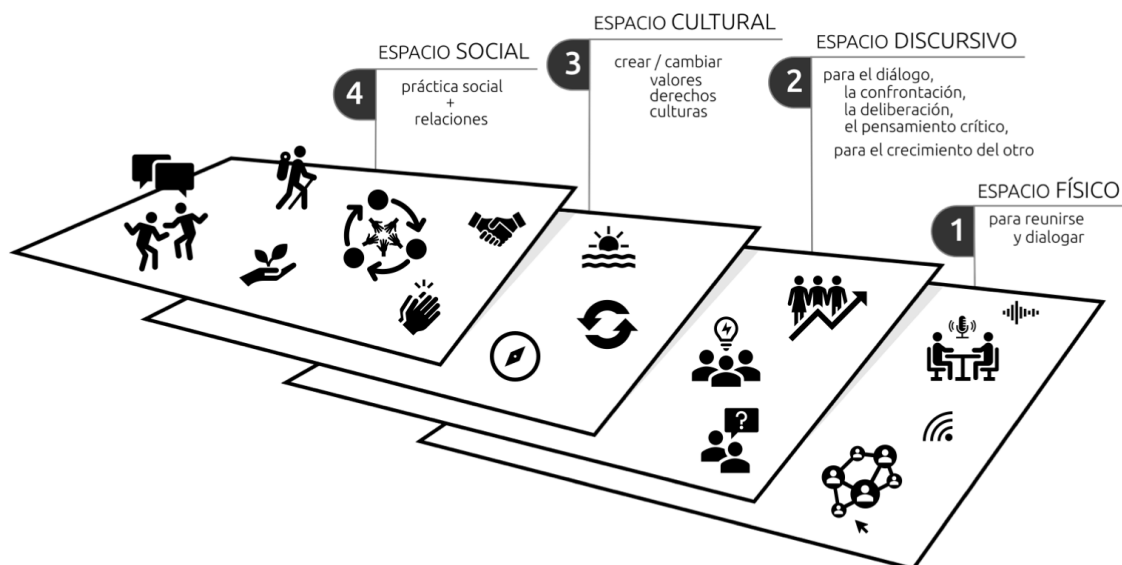 ESPACIO SOCIAL
4
práctica social
+
relaciones
ESPACIO CULTURAL
3
crear / cambiar
valores
derechos
culturas
ESPACIO DISCURSIVO
2
para el diálogo,
la confrontación,
la deliberación,
el pensamiento crítico,
para el crecimiento del otro
ESPACIO FÍSICO
1
para reunirse
y dialogar
?